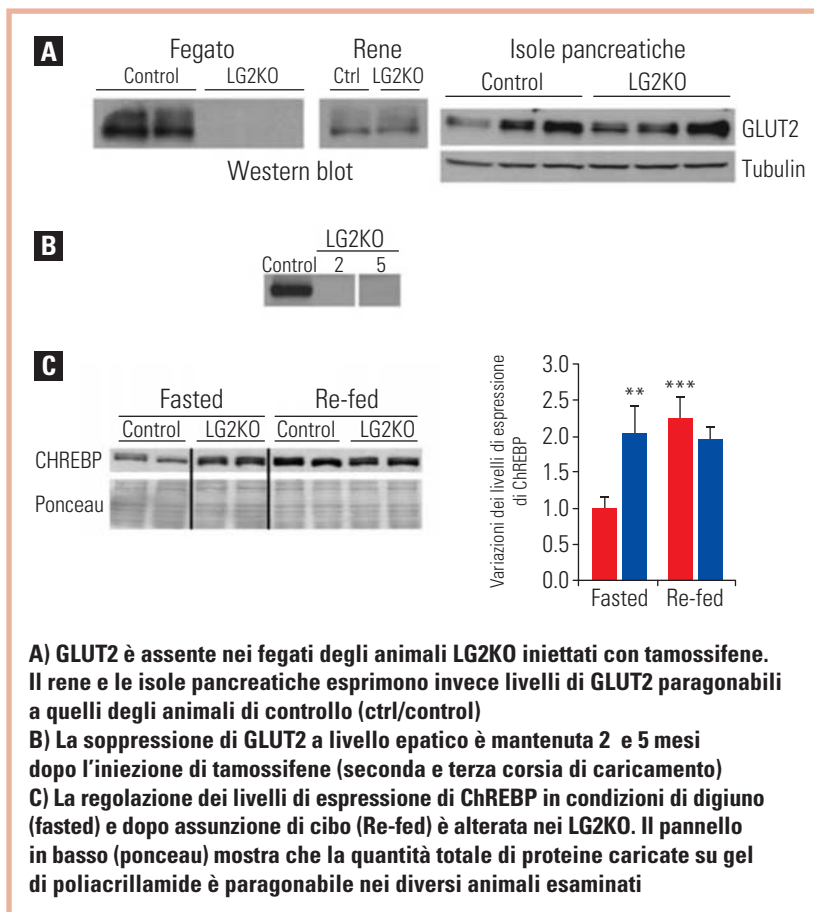 A
Fegato Rene Isole pancreatiche
Control LG2KO Ctrl LG2KO Control LG2KO
GLUT2
Tubulin
Western blot
B
LG2KO
Control 2 5
C
Fasted Re-fed
Control LG2KO Control LG2KO
CHREBP
Ponceau
Variazioni dei livelli di espressione
di ChREBP
3.0
2.5
2.0
1.5
1.0
0.5
0.0
** ***
Fasted Re-fed
A) GLUT2 è assente nei fegati degli animali LG2KO iniettati con tamossifene.
Il rene e le isole pancreatiche esprimono invece livelli di GLUT2 paragonabili
a quelli degli animali di controllo (ctrl/control)
B) La soppressione di GLUT2 a livello epatico è mantenuta 2 e 5 mesi
dopo l'iniezione di tamossifene (seconda e terza corsia di caricamento)
C) La regolazione dei livelli di espressione di ChREBP in condizioni di digiuno
(fasted) e dopo assunzione di cibo (Re-fed) è alterata nei LG2KO. Il pannello
in basso (ponceau) mostra che la quantità totale di proteine caricate su gel
di poliacrillamide è paragonabile nei diversi animali esaminati